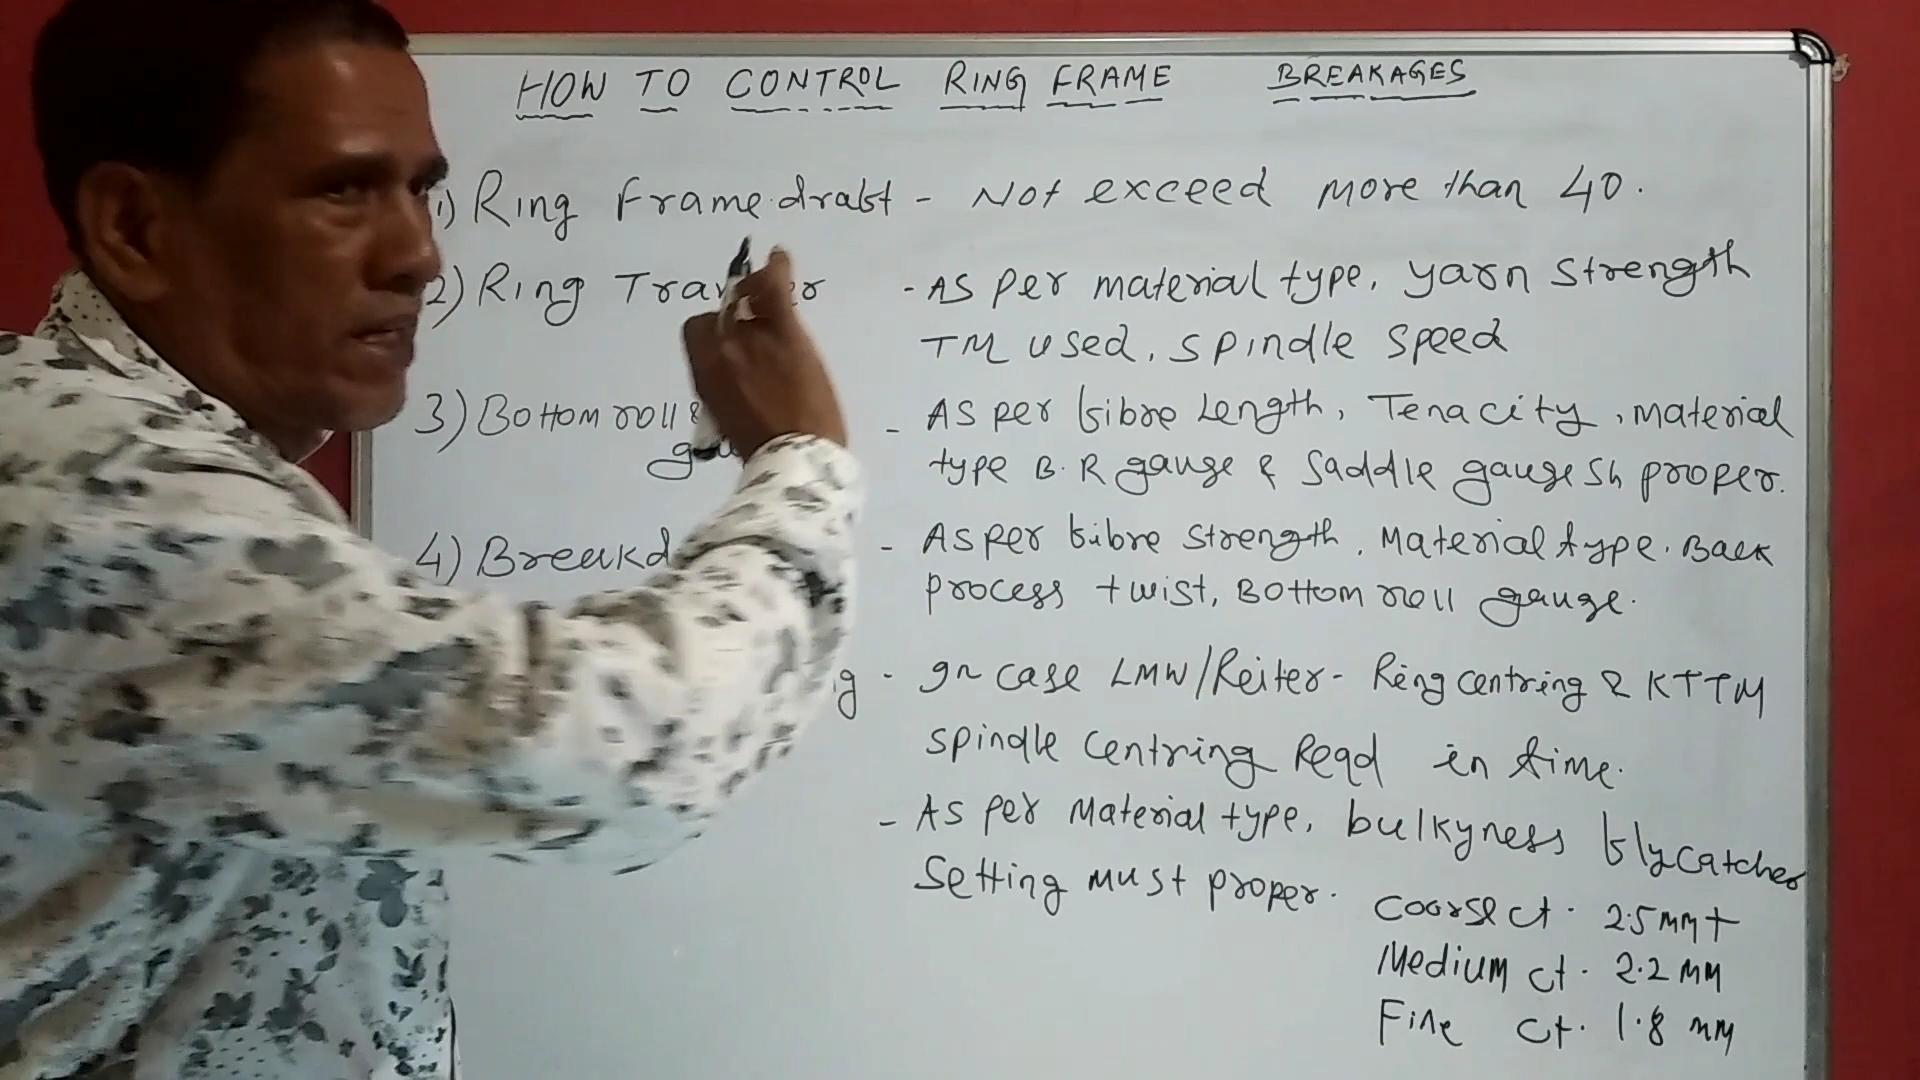 HOW TO CONTROL RING FRAME BREAKAGES
1) Ring Frame draft - Not exceed more than 40.
2) Ring - As per material type, yarn strength
TM used, spindle speed
3) Bottom roll & - As per fibre Length, Tenacity, material
type B.R gauge & Saddle gauge Sh proper.
4) - As per fibre strength, Material type. Back
process twist, Bottom roll gauge.
- In case LMW/Reiter - Ring centring & KTTM
spindle centring Reqd in time.
- As per Material type, bulkyness flycatcher
Setting must proper.
Coarse ct. 2.5 mm+
Medium ct. 2.2 mm
Fine ct. 1.8 mm